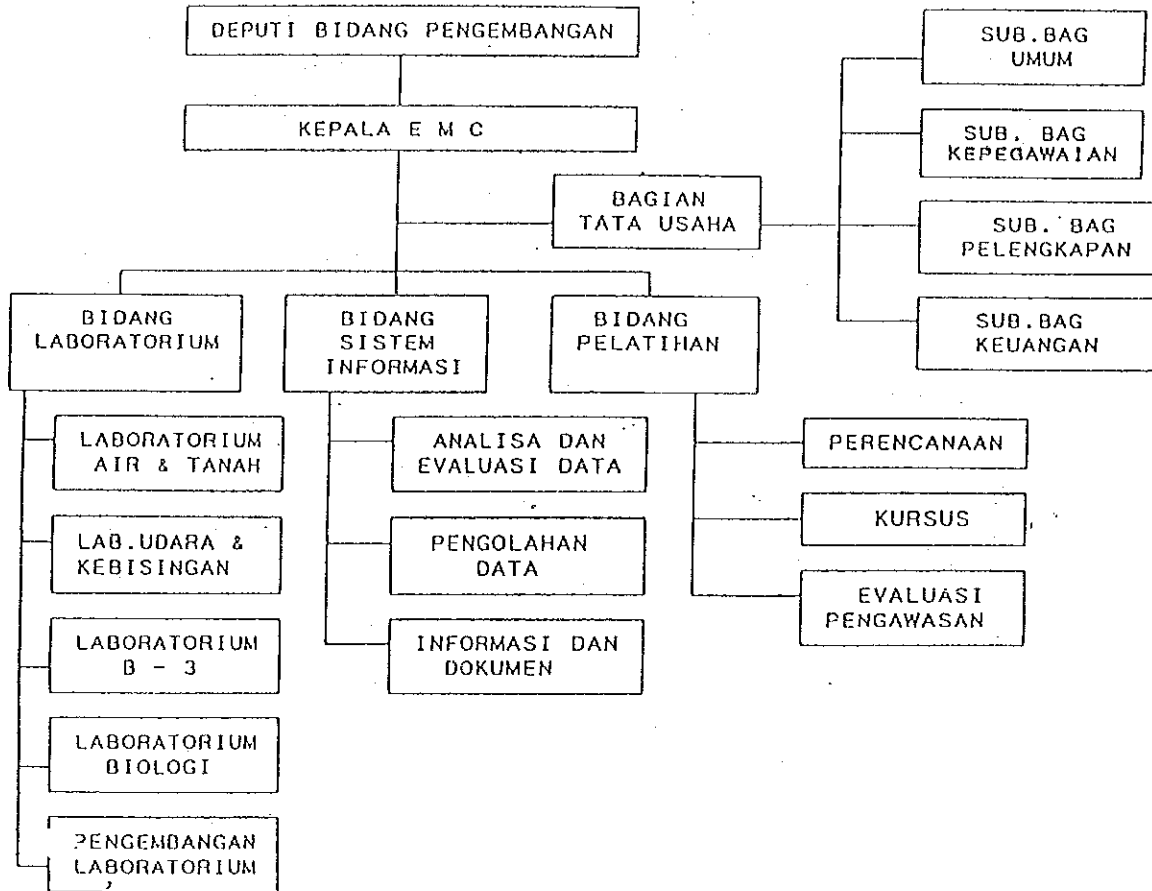 DEPUTI BIDANG PENGEMBANGAN
KEPALA E M C
BAGIAN
TATA USAHA
SUB.BAG
UMUM
SUB. BAG
KEPEGAWAIAN
SUB. BAG
PELENGKAPAN
SUB.BAG
KEUANGAN
BIDANG
LABORATORIUM
BIDANG
SISTEM
INFORMASI
BIDANG
PELATIHAN
LABORATORIUM
AIR & TANAH
LAB.UDARA &
KEBISINGAN
LABORATORIUM
B - 3
LABORATORIUM
BIOLOGI
PENGEMBANGAN
LABORATORIUM
ANALISA DAN
EVALUASI DATA
PENGOLAHAN
DATA
INFORMASI DAN
DOKUMEN
PERENCANAAN
KURSUS
EVALUASI
PENGAWASAN